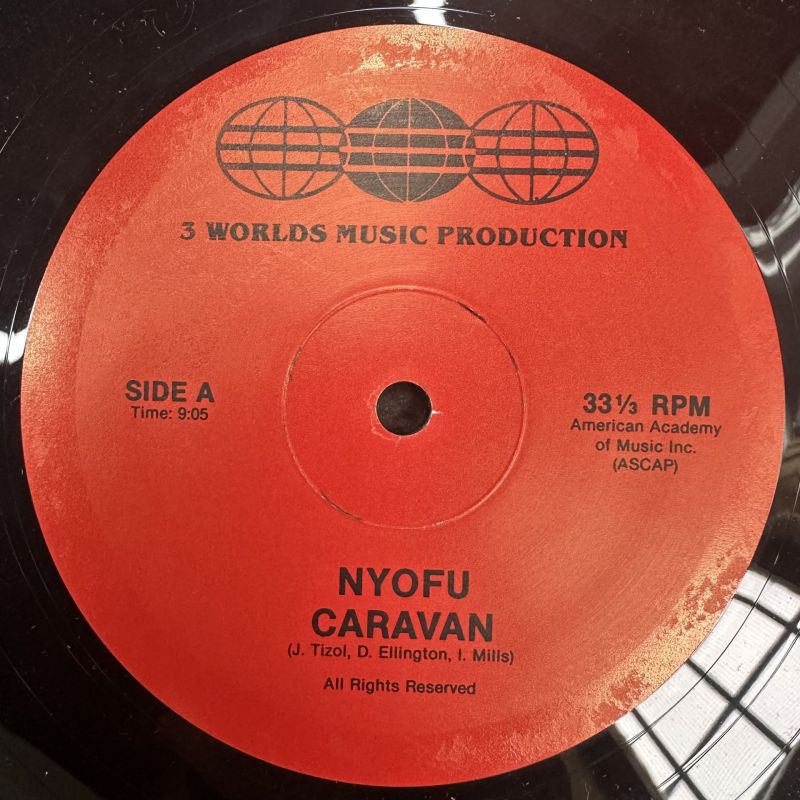 3 WORLDS MUSIC PRODUCTION
SIDE A
Time: 9:05
33⅓ RPM
American Academy
of Music Inc.
(ASCAP)
NYOFU
CARAVAN
(J. Tizol, D. Ellington, I. Mills)
All Rights Reserved